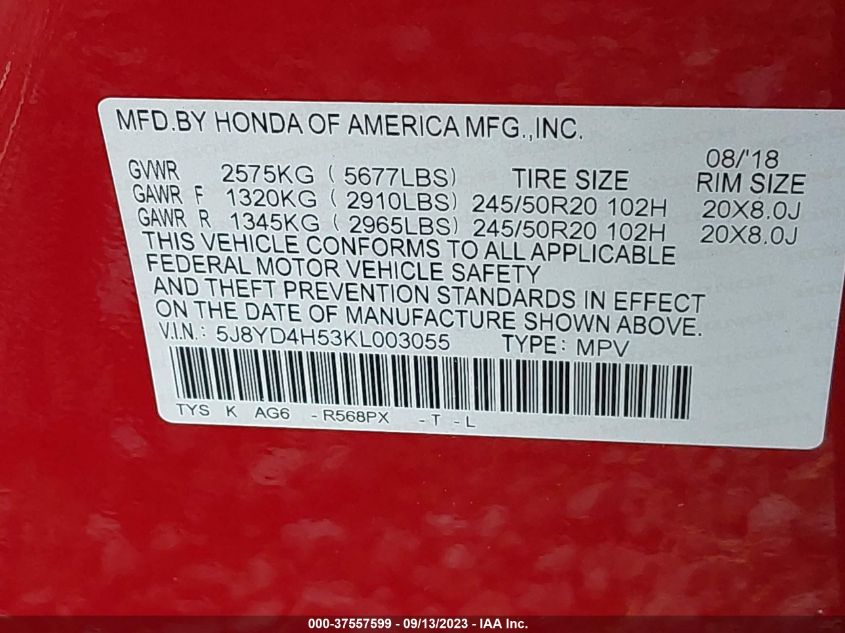 MFD.BY HONDA OF AMERICA MFG.,INC.
08/'18
GVWR 2575KG ( 5677LBS) TIRE SIZE RIM SIZE
GAWR F 1320KG ( 2910LBS) 245/50R20 102H 20X8.0J
GAWR R 1345KG ( 2965LBS) 245/50R20 102H 20X8.0J
THIS VEHICLE CONFORMS TO ALL APPLICABLE
FEDERAL MOTOR VEHICLE SAFETY
AND THEFT PREVENTION STANDARDS IN EFFECT
ON THE DATE OF MANUFACTURE SHOWN ABOVE.
V.I.N.: 5J8YD4H53KL003055 TYPE: MPV
TYS K AG6 - R568PX - T - L
000-37557599 - 09/13/2023 - IAA Inc.